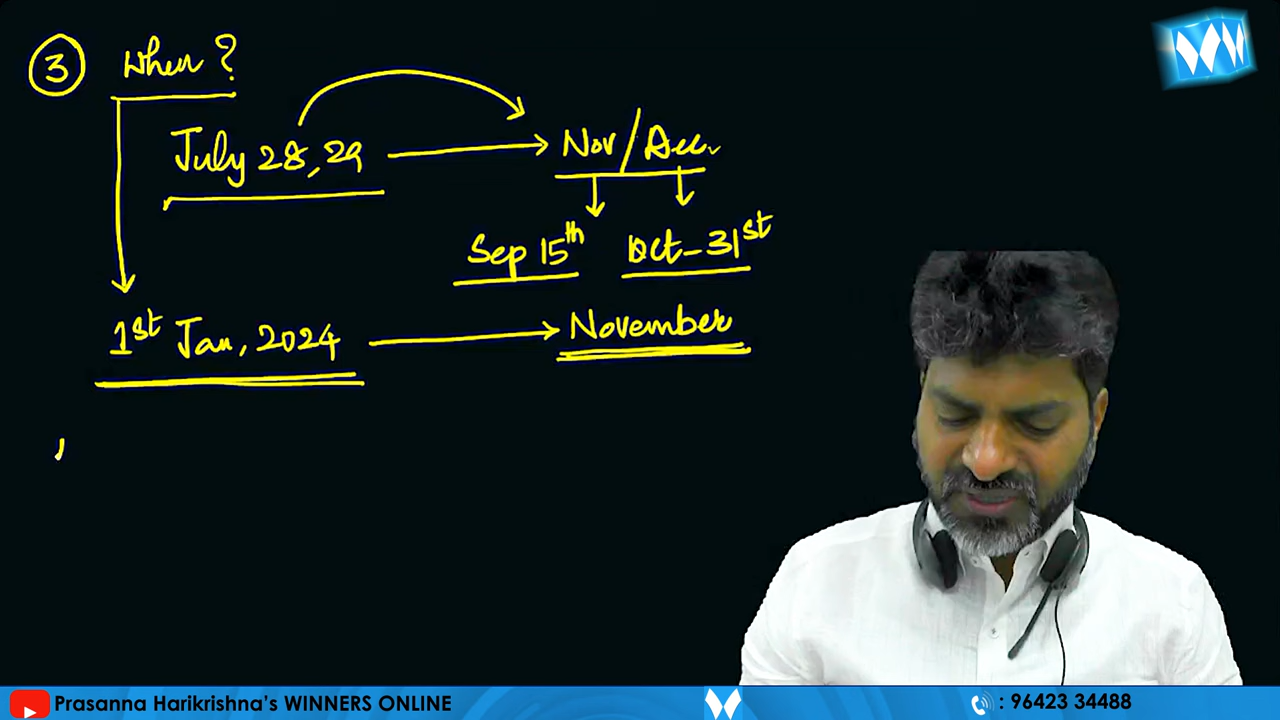 3 When?
July 28, 29 Nov/Dec.
Sep 15th Oct-31st
1st Jan, 2024 November
Prasanna Harikrishna's WINNERS ONLINE : 96423 34488